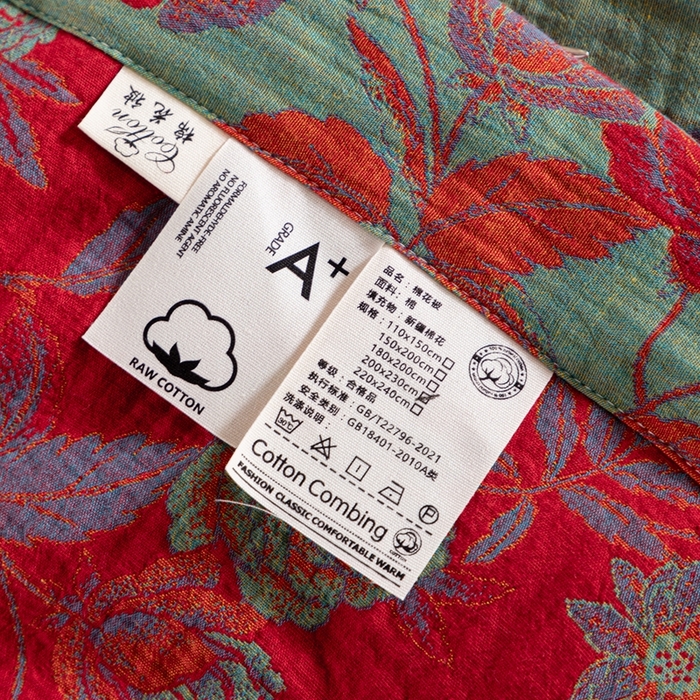 Cotton
棉花被
FORMALDEHYDE-FREE
NO FLUORESCENT AGENT
NO AROMATIC AMINE
GRADE
A+
RAW COTTON
品名：棉花被
面料：棉
填充物：新疆棉花
规格：110x150cm
150x200cm
180x200cm
200x230cm
220x240cm
等级：合格品
执行标准：GB/T22796-2021
安全类别：GB18401-2010A类
洗涤说明：
30℃
P
Cotton Combing
COTTON
FASHION CLASSIC COMFORTABLE WARM